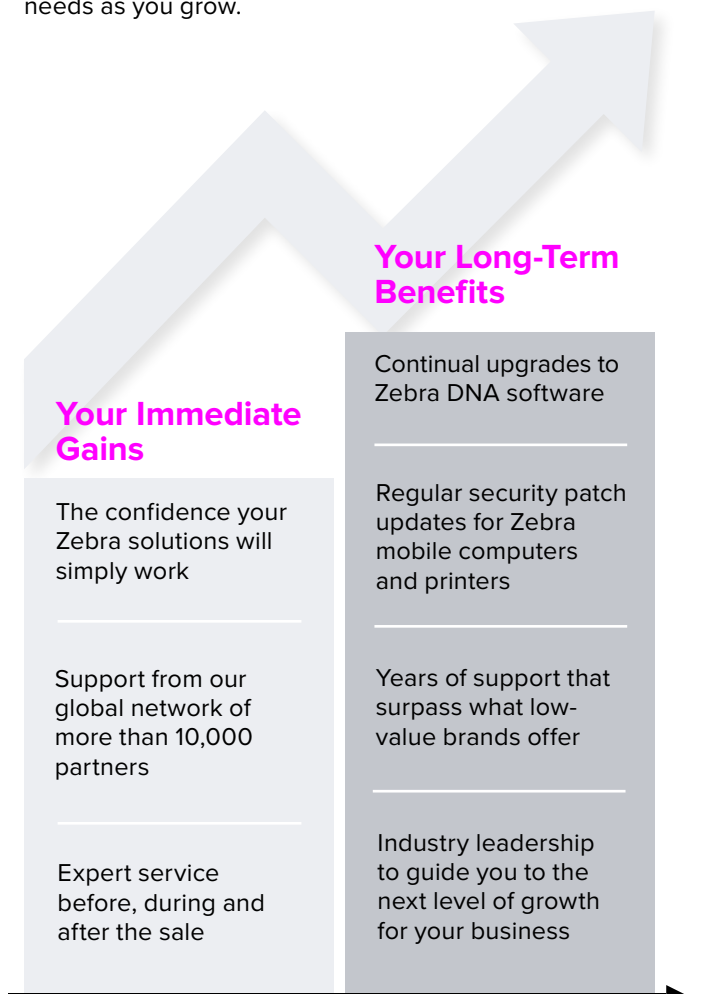 needs as you grow.
Your Immediate
Gains
The confidence your
Zebra solutions will
simply work
Support from our
global network of
more than 10,000
partners
Expert service
before, during and
after the sale
Your Long-Term
Benefits
Continual upgrades to
Zebra DNA software
Regular security patch
updates for Zebra
mobile computers
and printers
Years of support that
surpass what low-
value brands offer
Industry leadership
to guide you to the
next level of growth
for your business